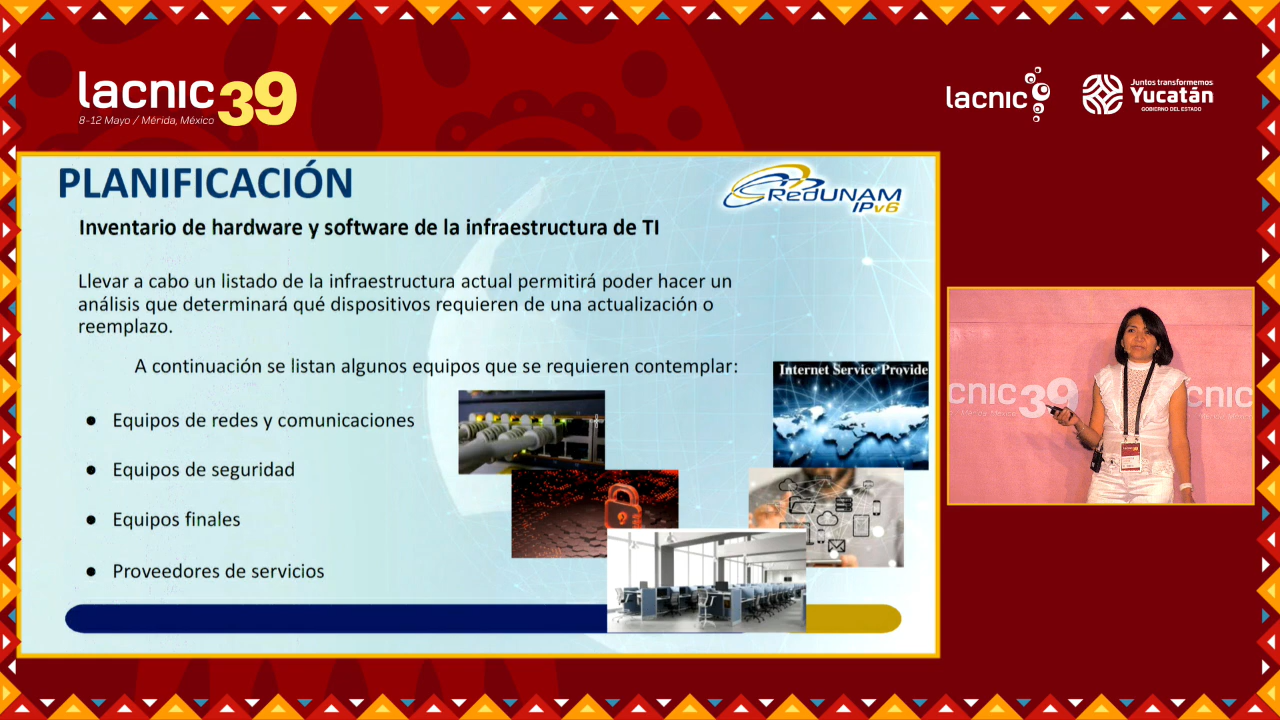 lacnic39
8-12 Mayo / Mérida, México
lacnic
Juntos transformemos
Yucatán
GOBIERNO DEL ESTADO
PLANIFICACIÓN
RedUNAM
IPv6
Inventario de hardware y software de la infraestructura de TI
Llevar a cabo un listado de la infraestructura actual permitirá poder hacer un
análisis que determinará qué dispositivos requieren de una actualización o
reemplazo.
A continuación se listan algunos equipos que se requieren contemplar:
Internet Service Provide
● Equipos de redes y comunicaciones
● Equipos de seguridad
● Equipos finales
● Proveedores de servicios
cnic39
cnic